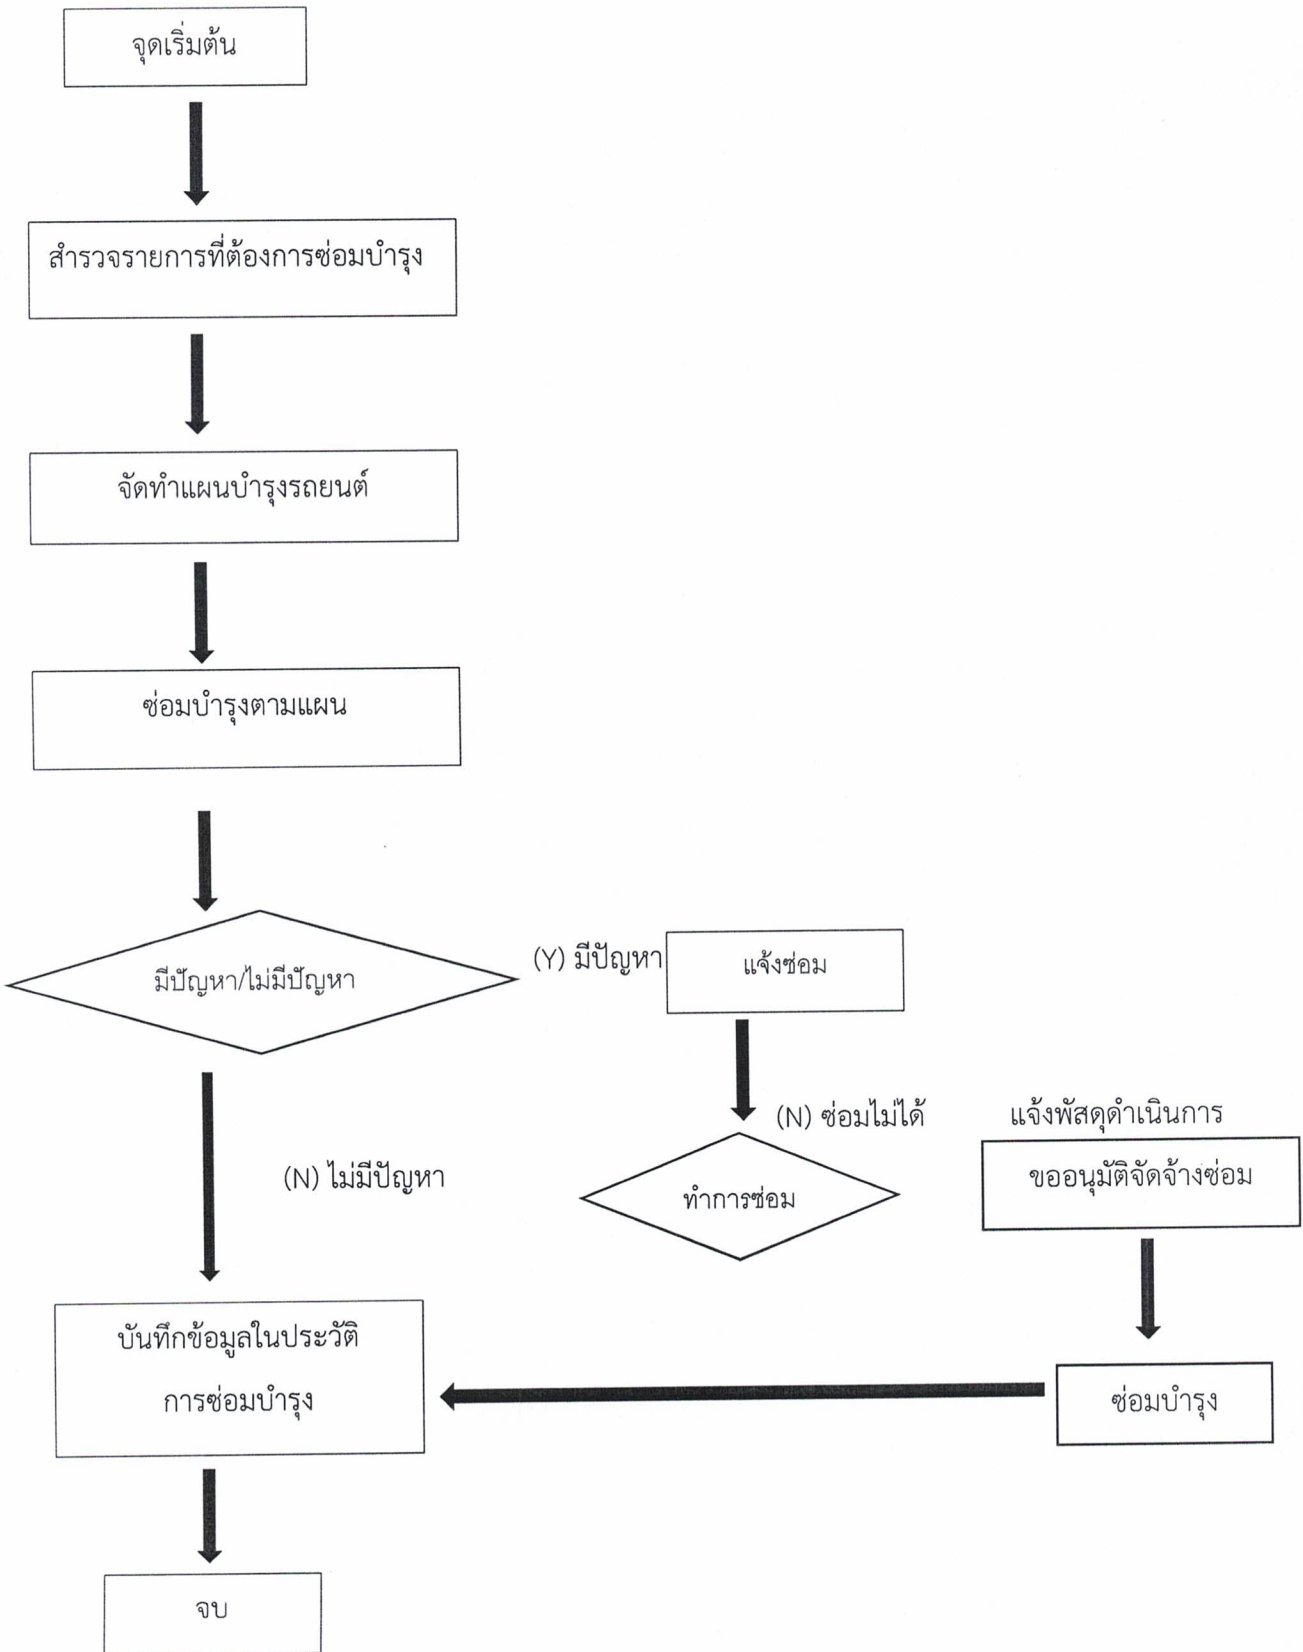 จุดเริ่มต้น
สำรวจรายการที่ต้องการซ่อมบำรุง
จัดทำแผนบำรุงรถยนต์
ซ่อมบำรุงตามแผน
มีปัญหา/ไม่มีปัญหา
(Y) มีปัญหา
แจ้งซ่อม
(N) ซ่อมไม่ได้
แจ้งพัสดุดำเนินการ
(N) ไม่มีปัญหา
ทำการซ่อม
ขออนุมัติจัดจ้างซ่อม
บันทึกข้อมูลในประวัติ
การซ่อมบำรุง
ซ่อมบำรุง
จบ